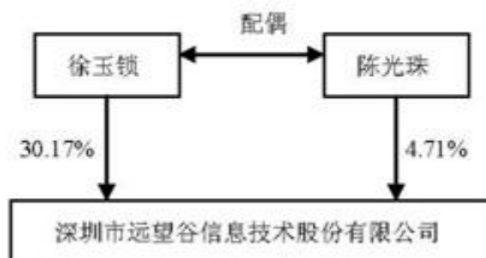 配偶
徐玉锁
陈光珠
30.17%
4.71%
深圳市远望谷信息技术股份有限公司